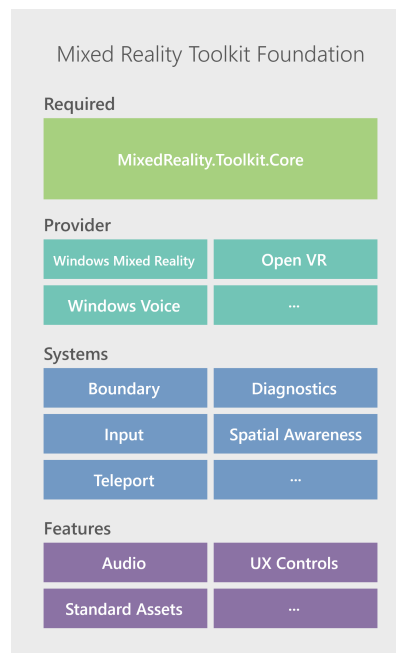 Mixed Reality Toolkit Foundation
Required
MixedReality.Toolkit.Core
Provider
Windows Mixed Reality
Open VR
Windows Voice
...
Systems
Boundary
Diagnostics
Input
Spatial Awareness
Teleport
...
Features
Audio
UX Controls
Standard Assets
...